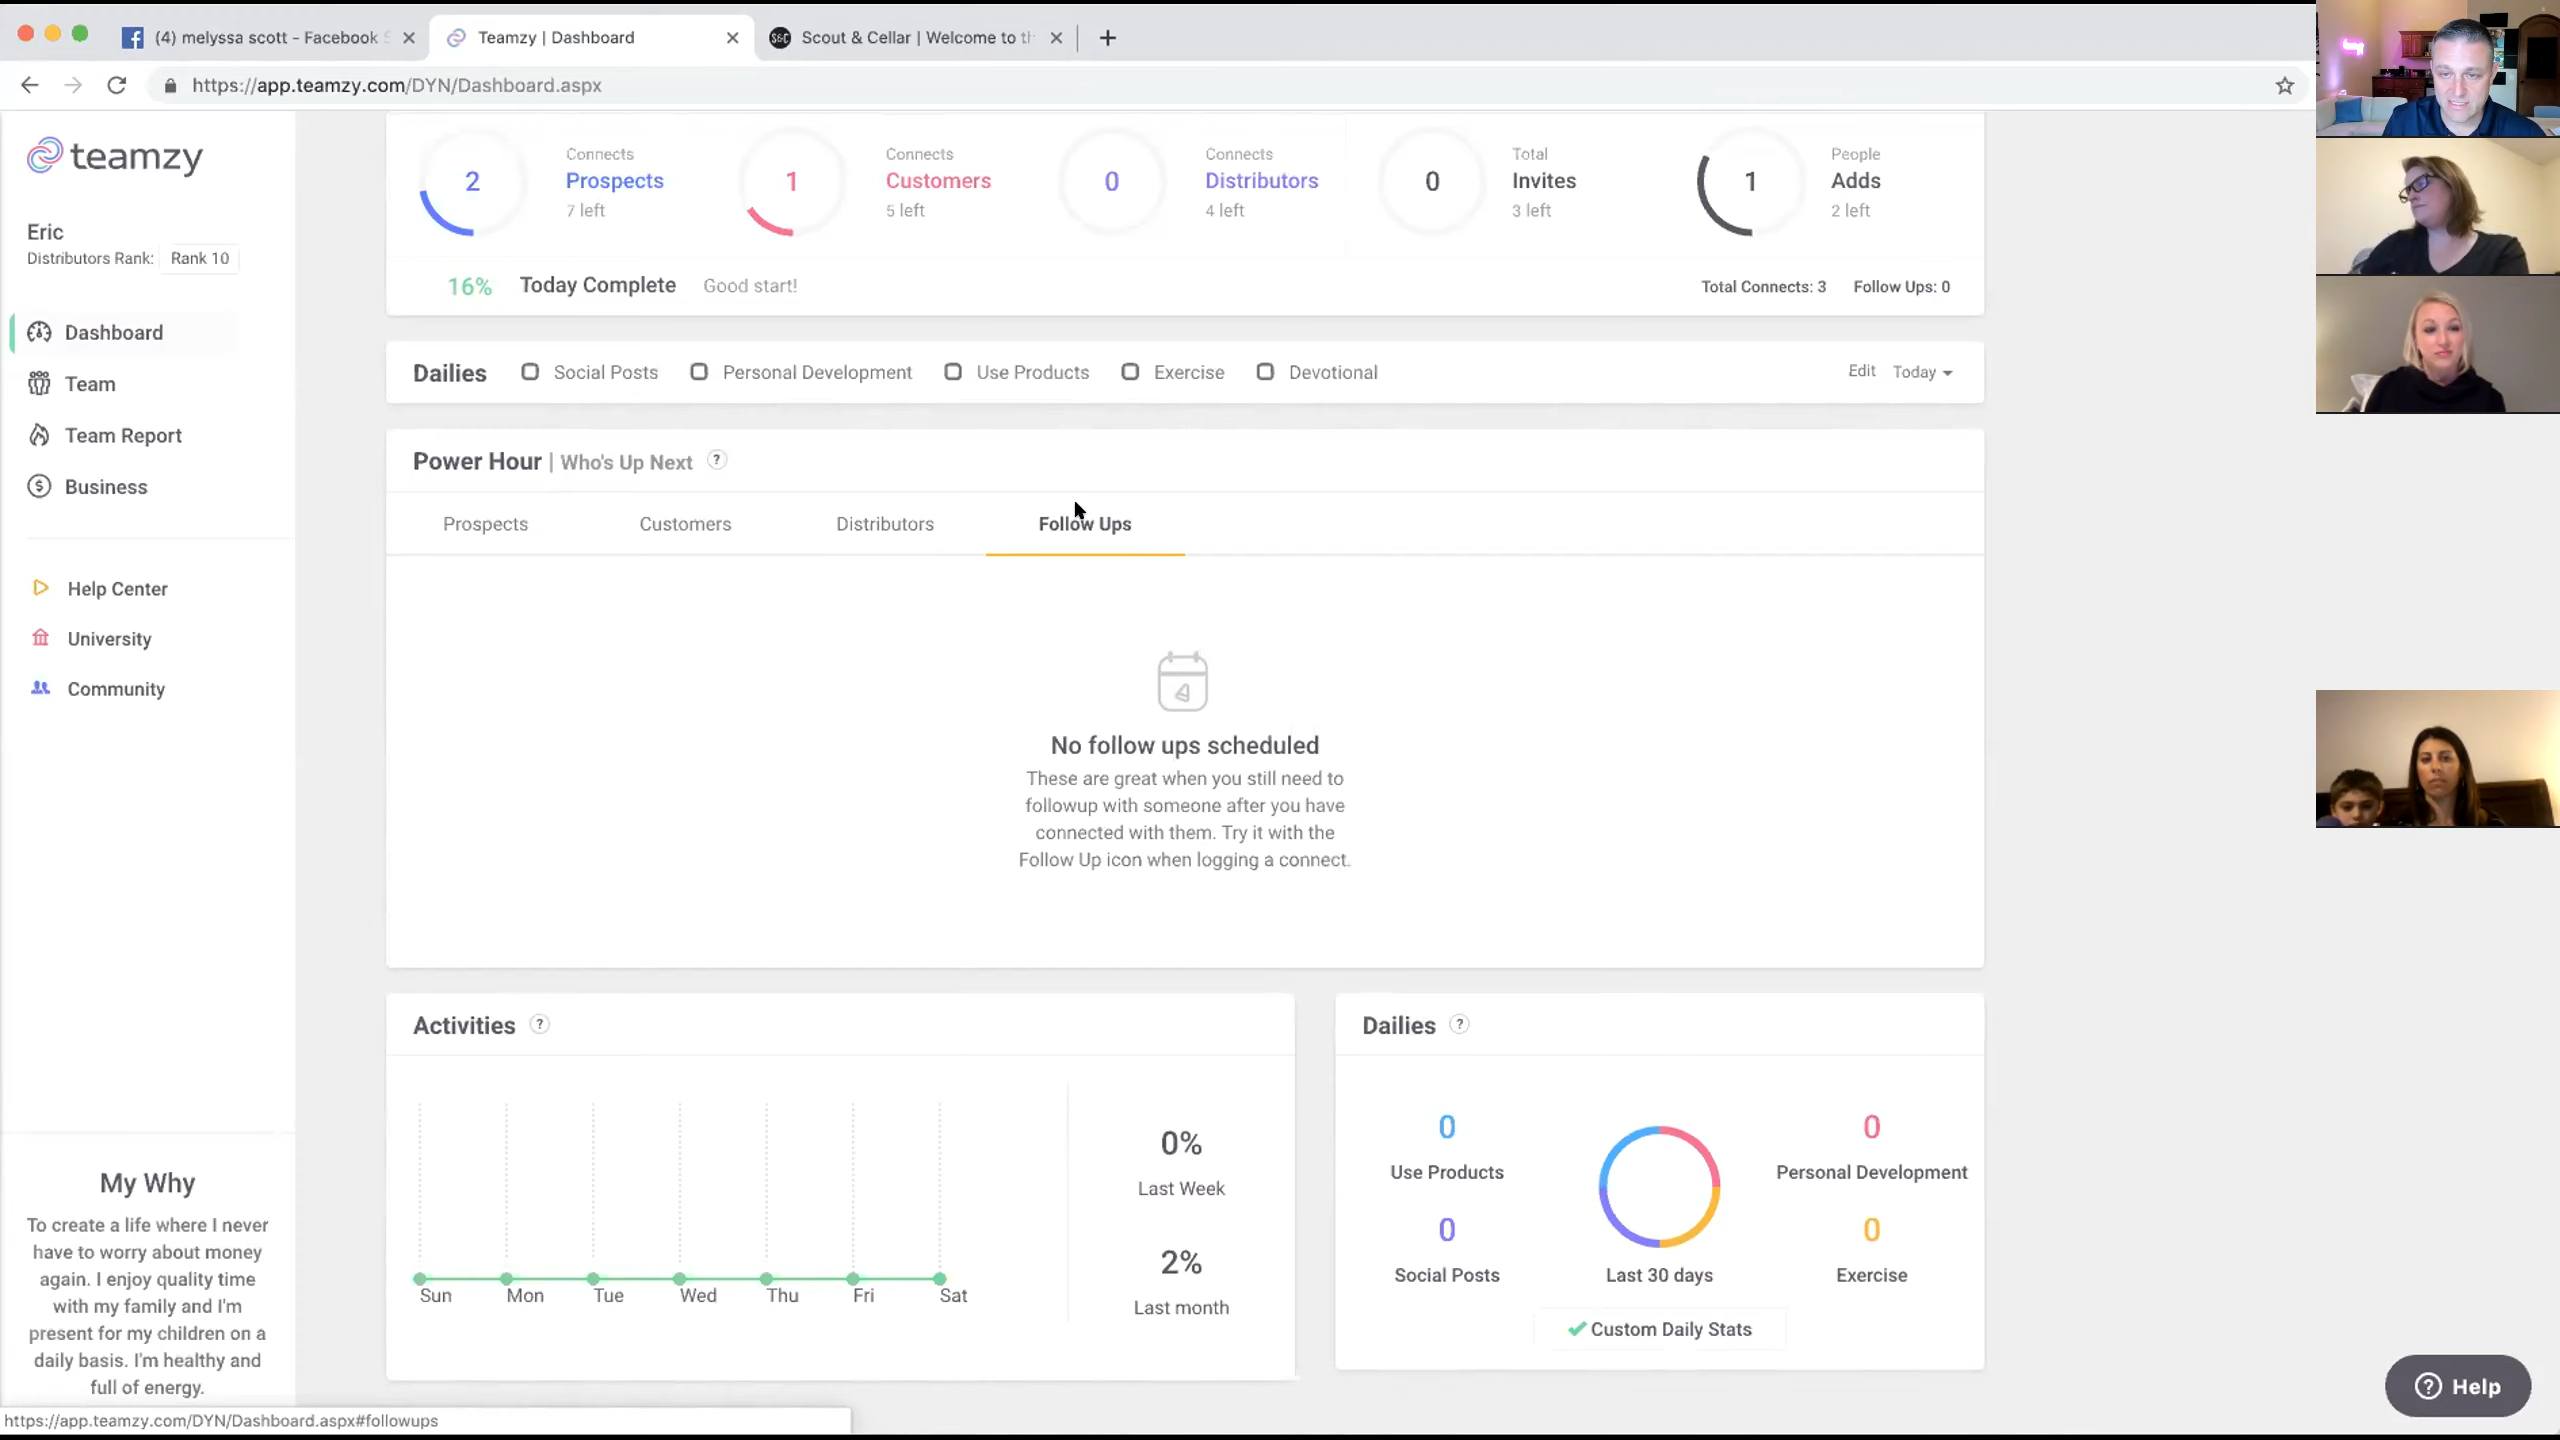 (4) melyssa scott - Facebook S
Teamzy | Dashboard
S&C
Scout & Cellar | Welcome to th
https://app.teamzy.com/DYN/Dashboard.aspx
teamzy
Eric
Distributors Rank: Rank 10
Dashboard
Team
Team Report
Business
Help Center
University
Community
My Why
To create a life where I never
have to worry about money
again. I enjoy quality time
with my family and I'm
present for my children on a
daily basis. I'm healthy and
full of energy.
https://app.teamzy.com/DYN/Dashboard.aspx#followups
2
Connects
Prospects
7 left
1
Connects
Customers
5 left
0
Connects
Distributors
4 left
0
Total
Invites
3 left
1
People
Adds
2 left
16% Today Complete Good start!
Total Connects: 3 Follow Ups: 0
Dailies Social Posts Personal Development Use Products Exercise Devotional Edit Today
Power Hour | Who's Up Next ?
Prospects Customers Distributors Follow Ups
No follow ups scheduled
These are great when you still need to
followup with someone after you have
connected with them. Try it with the
Follow Up icon when logging a connect.
Activities ?
Sun Mon Tue Wed Thu Fri Sat
0%
Last Week
2%
Last month
Dailies ?
0
Use Products
0
Social Posts
Last 30 days
0
Personal Development
0
Exercise
Custom Daily Stats
? Help